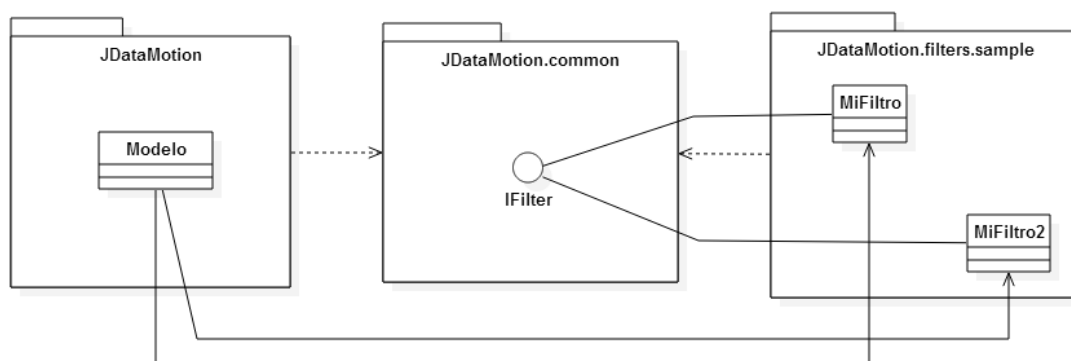 JDataMotion
JDataMotion.common
JDataMotion.filters.sample
MiFiltro
Modelo
IFilter
MiFiltro2